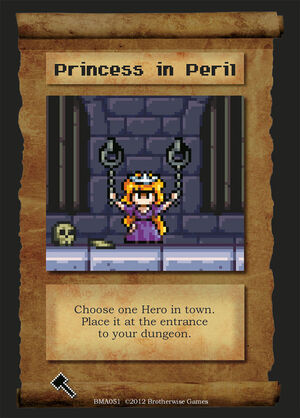 Princess in Peril
Choose one Hero in town.
Place it at the entrance
to your dungeon.
BMA051 ©2012 Brotherwise Games